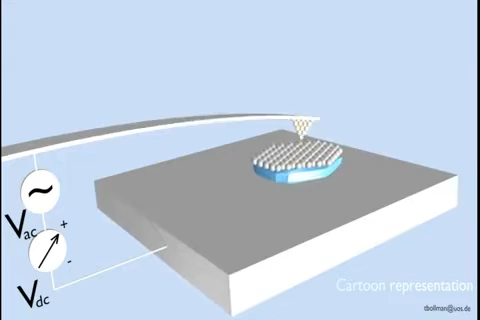 ~
Vac
+
-
Vdc
Cartoon representation
tbollman@uos.de